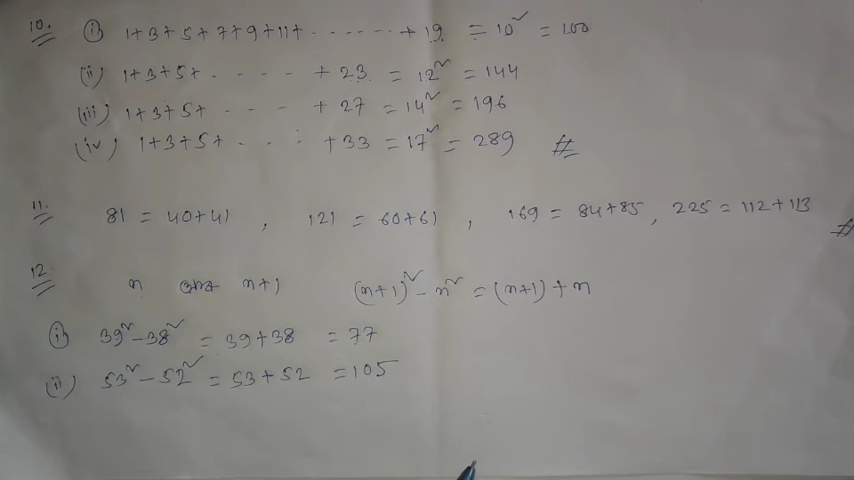 10. (i) 1+3+5+7+9+11+ ........ + 19 = 10² = 100
(ii) 1+3+5+ . . . . . + 23 = 12² = 144
(iii) 1+3+5+ . . . . + 27 = 14² = 196
(iv) 1+3+5+ . . . + 33 = 17² = 289 #
11. 81 = 40+41 , 121 = 60+61 , 169 = 84+85, 225 = 112+113 #
12. n n+1 (n+1)² - n² = (n+1) + n
(i) 39² - 38² = 39+38 = 77
(ii) 53² - 52² = 53+52 = 105